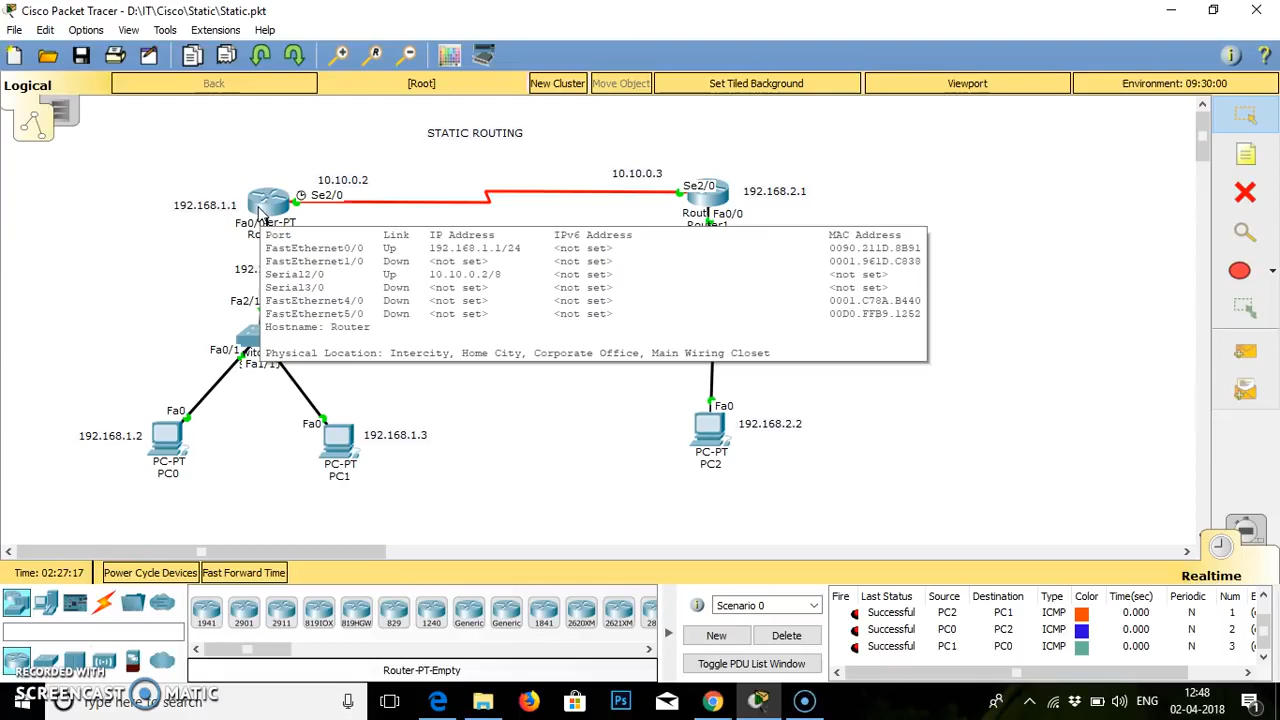 Cisco Packet Tracer - D:\IT\Cisco\Static\Static.pkt
File Edit Options View Tools Extensions Help
Logical Back [Root] New Cluster Move Object Set Tiled Background Viewport Environment: 09:30:00
STATIC ROUTING
10.10.0.2 10.10.0.3
Se2/0 Se2/0 192.168.2.1
192.168.1.1
Fa0/ er-PT Rout Fa0/0
Router1
Port Link IP Address IPv6 Address MAC Address
FastEthernet0/0 Up 192.168.1.1/24 <not set> 0090.211D.8B91
FastEthernet1/0 Down <not set> <not set> 0001.961D.C838
Serial2/0 Up 10.10.0.2/8 <not set> <not set>
Serial3/0 Down <not set> <not set> <not set>
FastEthernet4/0 Down <not set> <not set> 0001.C78A.B440
FastEthernet5/0 Down <not set> <not set> 00D0.FFB9.1252
Hostname: Router
Physical Location: Intercity, Home City, Corporate Office, Main Wiring Closet
192.
Fa2/1
Fa0/1
Fa1/1
Fa0 Fa0 Fa0
192.168.1.2 192.168.1.3 192.168.2.2
PC-PT PC-PT PC-PT
PC0 PC1 PC2
Time: 02:27:17 Power Cycle Devices Fast Forward Time Realtime
1941 2901 2911 819IOX 819HGW 829 1240 Generic Generic 1841 2620XM 2621XM 28
Router-PT-Empty
Scenario 0
New Delete
Toggle PDU List Window
Fire Last Status Source Destination Type Color Time(sec) Periodic Num E
Successful PC2 PC1 ICMP 0.000 N 1
Successful PC0 PC2 ICMP 0.000 N 2
Successful PC1 PC0 ICMP 0.000 N 3
RECORDED WITH
SCREENCAST MATIC
Type here to search
ENG 12:48
02-04-2018
1